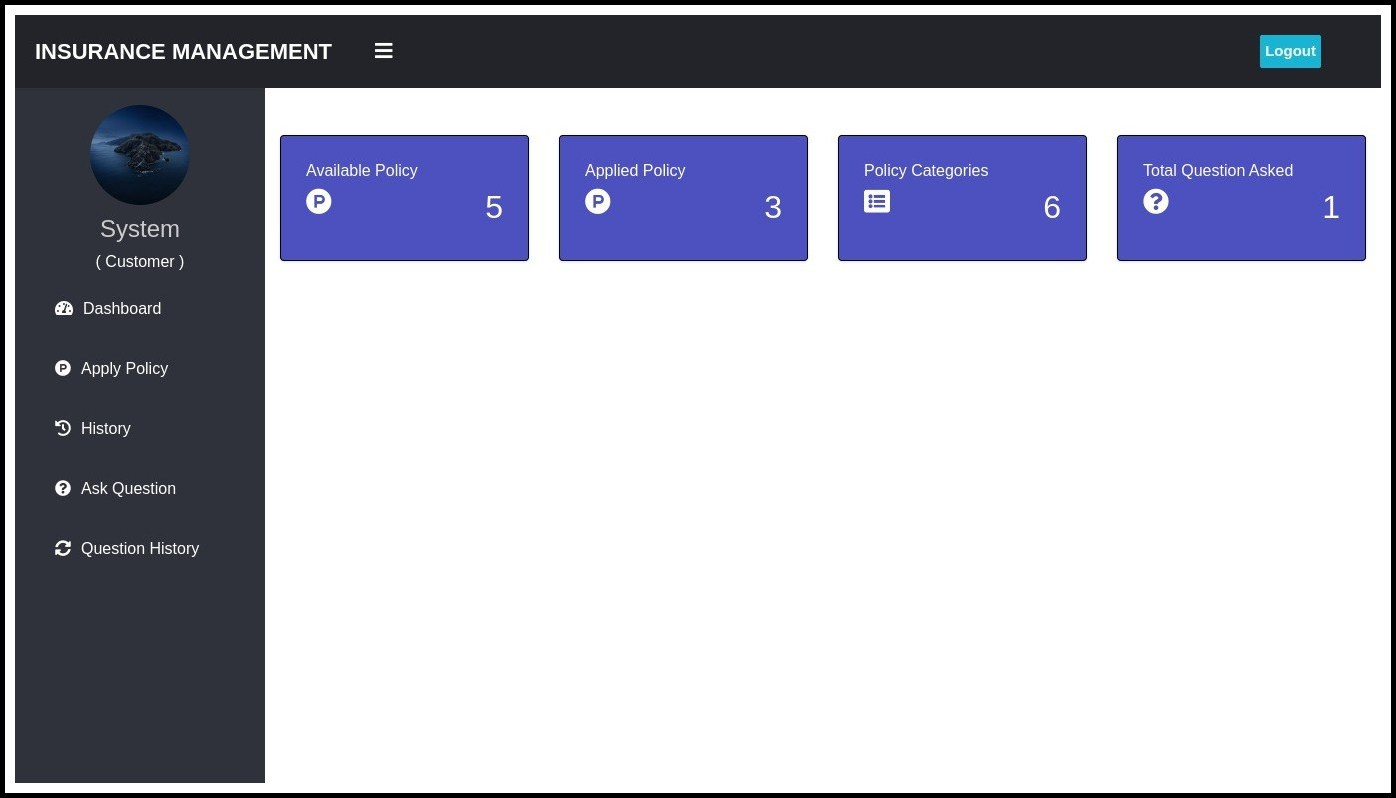 INSURANCE MANAGEMENT
Logout
System
( Customer )
Dashboard
Apply Policy
History
Ask Question
Question History
Available Policy
5
Applied Policy
3
Policy Categories
6
Total Question Asked
1